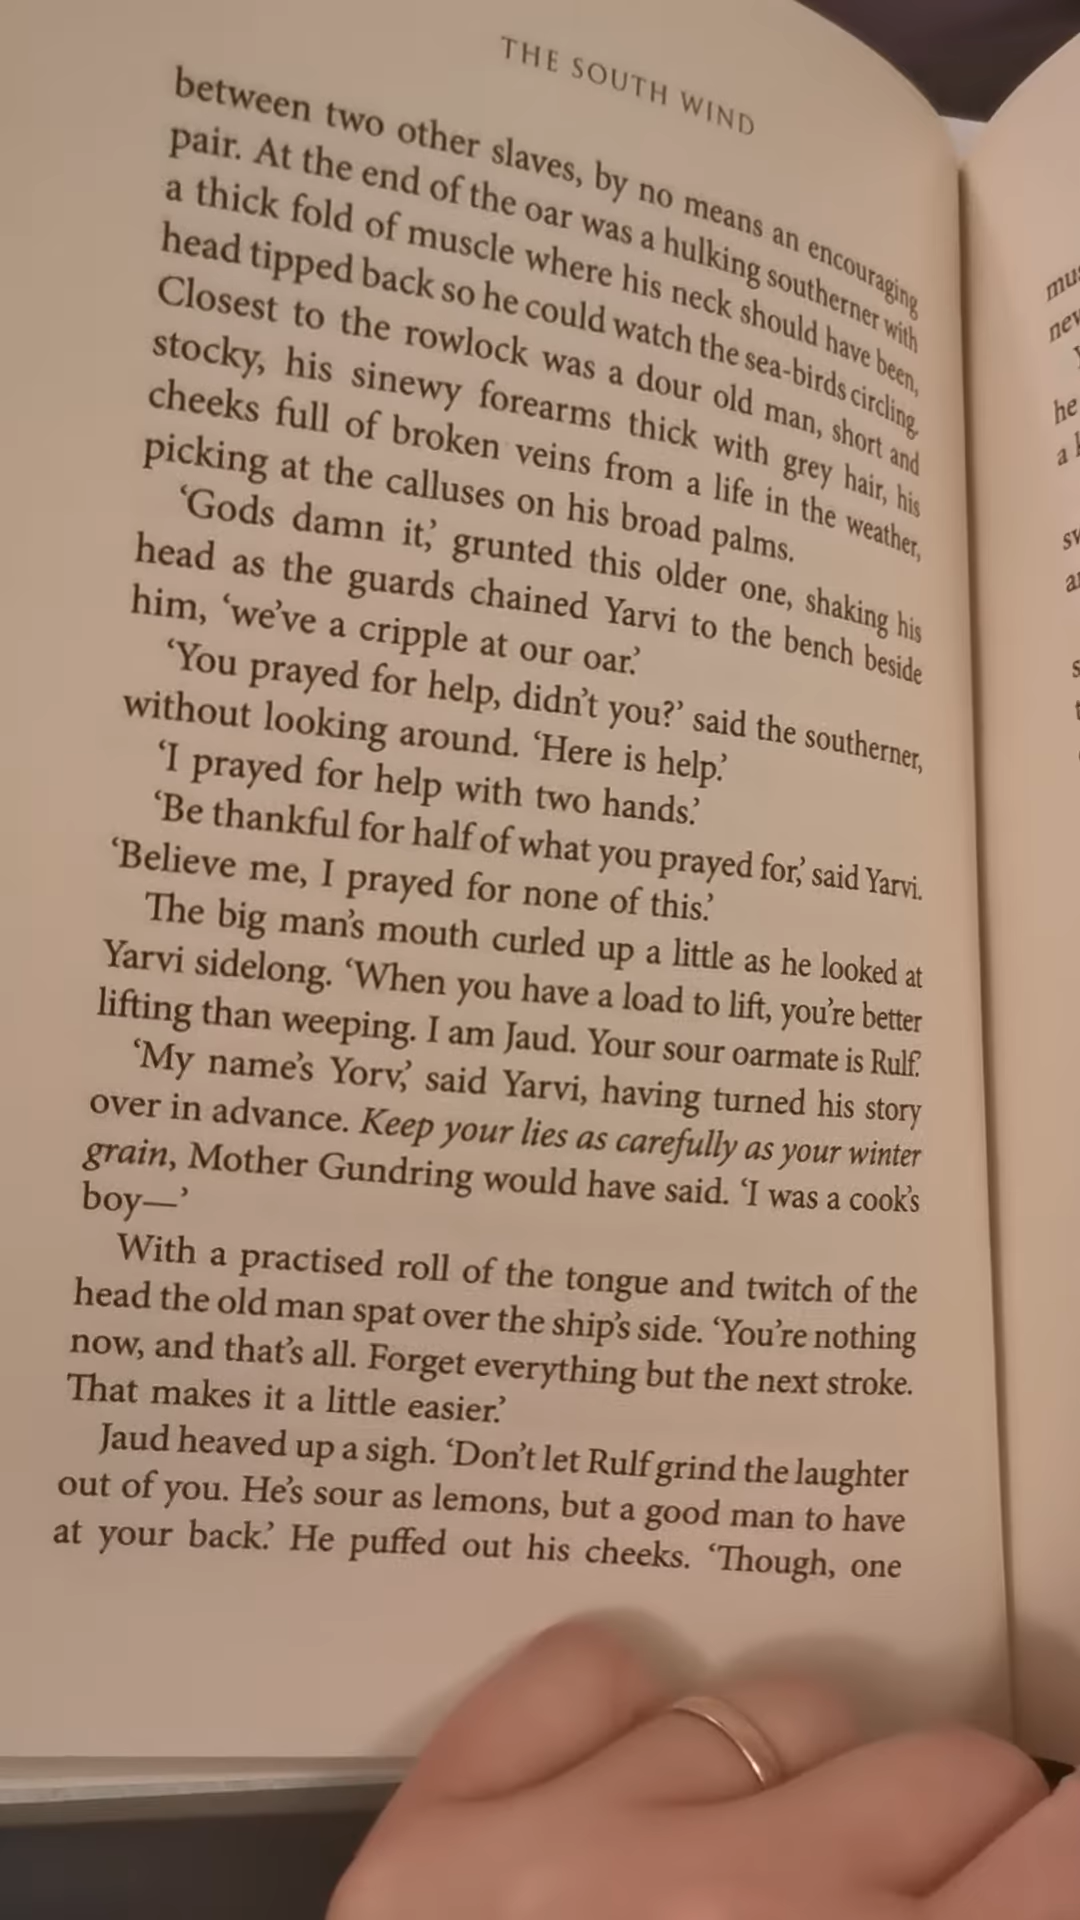 THE SOUTH WIND
between two other slaves, by no means an encouraging
pair. At the end of the oar was a hulking southerner with
a thick fold of muscle where his neck should have been,
head tipped back so he could watch the sea-birds circling.
Closest to the rowlock was a dour old man, short and
stocky, his sinewy forearms thick with grey hair, his
cheeks full of broken veins from a life in the weather,
picking at the calluses on his broad palms.
‘Gods damn it,’ grunted this older one, shaking his
head as the guards chained Yarvi to the bench beside
him, ‘we’ve a cripple at our oar.’
‘You prayed for help, didn’t you?’ said the southerner,
without looking around. ‘Here is help.’
‘I prayed for help with two hands.’
‘Be thankful for half of what you prayed for,’ said Yarvi.
‘Believe me, I prayed for none of this.’
The big man’s mouth curled up a little as he looked at
Yarvi sidelong. ‘When you have a load to lift, you’re better
lifting than weeping. I am Jaud. Your sour oarmate is Rulf.’
‘My name’s Yorv,’ said Yarvi, having turned his story
over in advance. Keep your lies as carefully as your winter
grain, Mother Gundring would have said. ‘I was a cook’s
boy—’
With a practised roll of the tongue and twitch of the
head the old man spat over the ship’s side. ‘You’re nothing
now, and that’s all. Forget everything but the next stroke.
That makes it a little easier.’
Jaud heaved up a sigh. ‘Don’t let Rulf grind the laughter
out of you. He’s sour as lemons, but a good man to have
at your back.’ He puffed out his cheeks. ‘Though, one
he
a